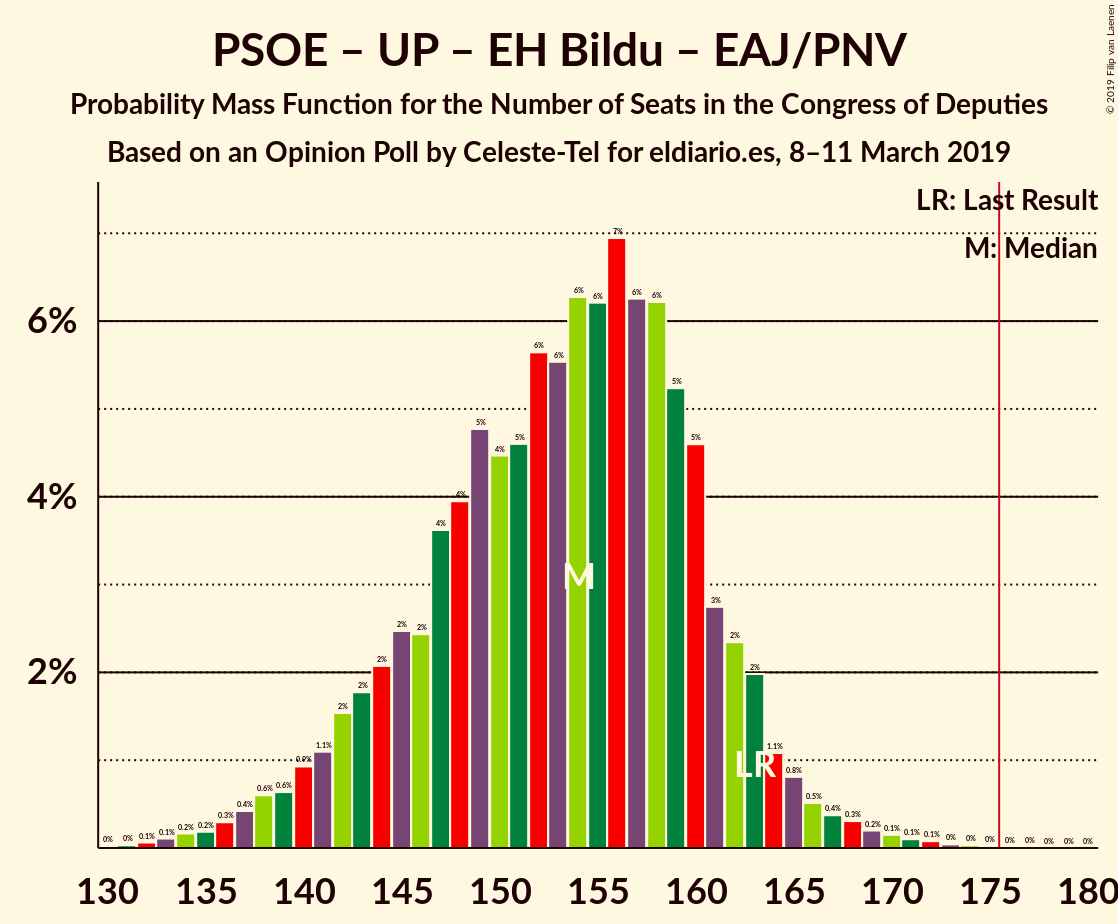 PSOE – UP – EH Bildu – EAJ/PNV
Probability Mass Function for the Number of Seats in the Congress of Deputies
Based on an Opinion Poll by Celeste-Tel for eldiario.es, 8–11 March 2019
© 2019 Filip van Laenen
LR: Last Result
M: Median
6%
4%
2%
0% 0% 0.1% 0.1% 0.2% 0.2% 0.3% 0.4% 0.6% 0.6% 0.9% 1.1% 2% 2% 2% 2% 2% 4% 4% 5% 4% 5% 6% 6% 6% 6% 7% 6% 6% 5% 5% 3% 2% 2% 1.1% 0.8% 0.5% 0.4% 0.3% 0.2% 0.1% 0.1% 0.1% 0% 0% 0% 0% 0% 0% 0% 0%
M
LR
130 135 140 145 150 155 160 165 170 175 180